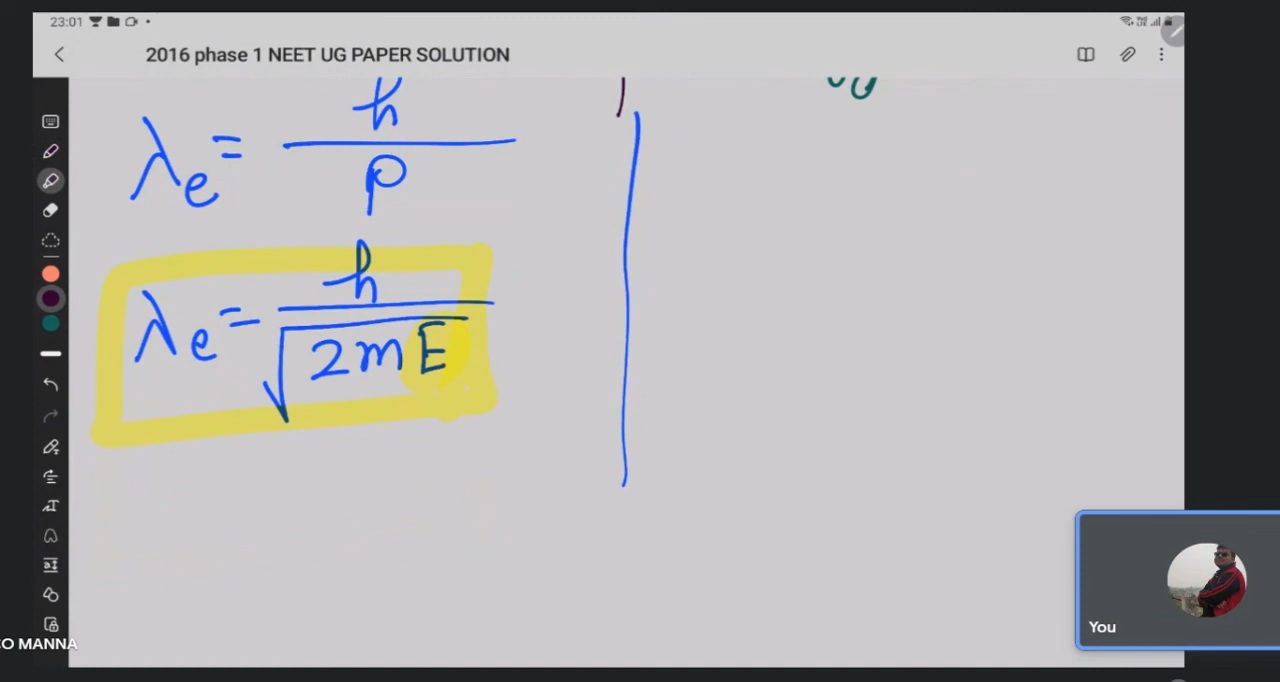 23:01
2016 phase 1 NEET UG PAPER SOLUTION
λe = ħ / p
λe = ħ / √2mE
You
O MANNA